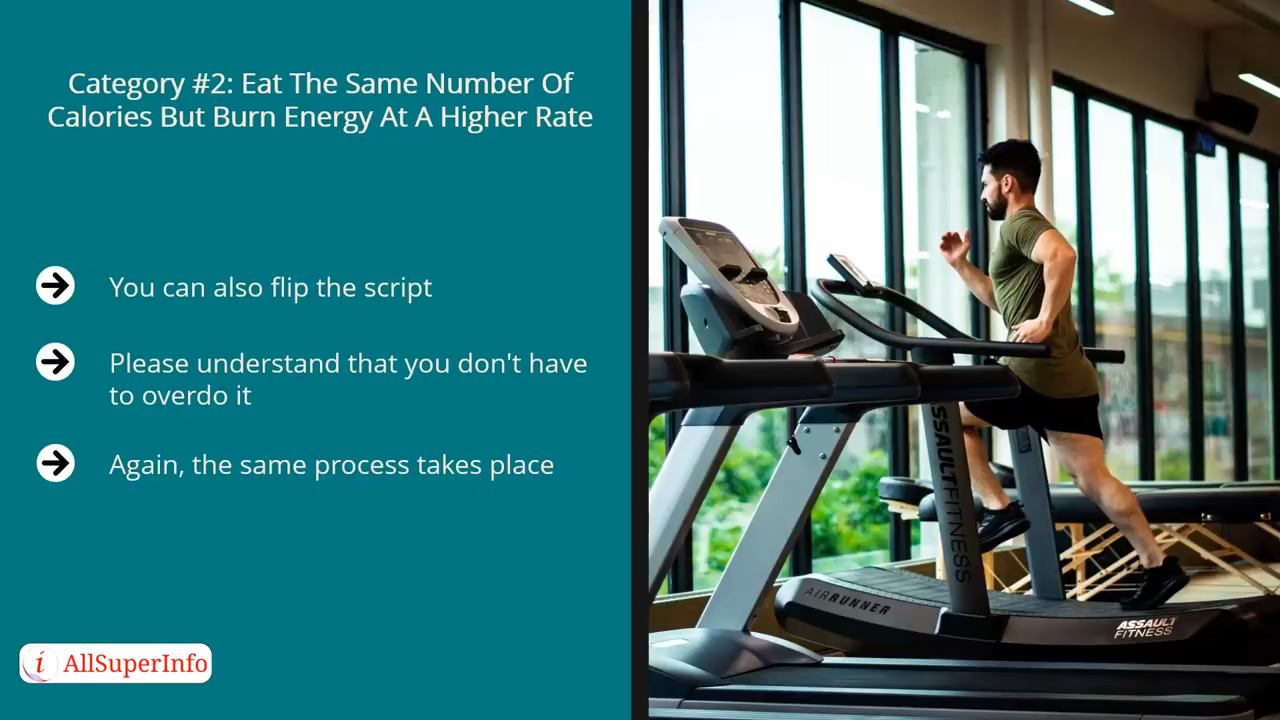 Category #2: Eat The Same Number Of
Calories But Burn Energy At A Higher Rate
You can also flip the script
Please understand that you don't have
to overdo it
Again, the same process takes place
i AllSuperInfo
ASSAULT FITNESS
AIRRUNNER
ASSAULT
FITNESS